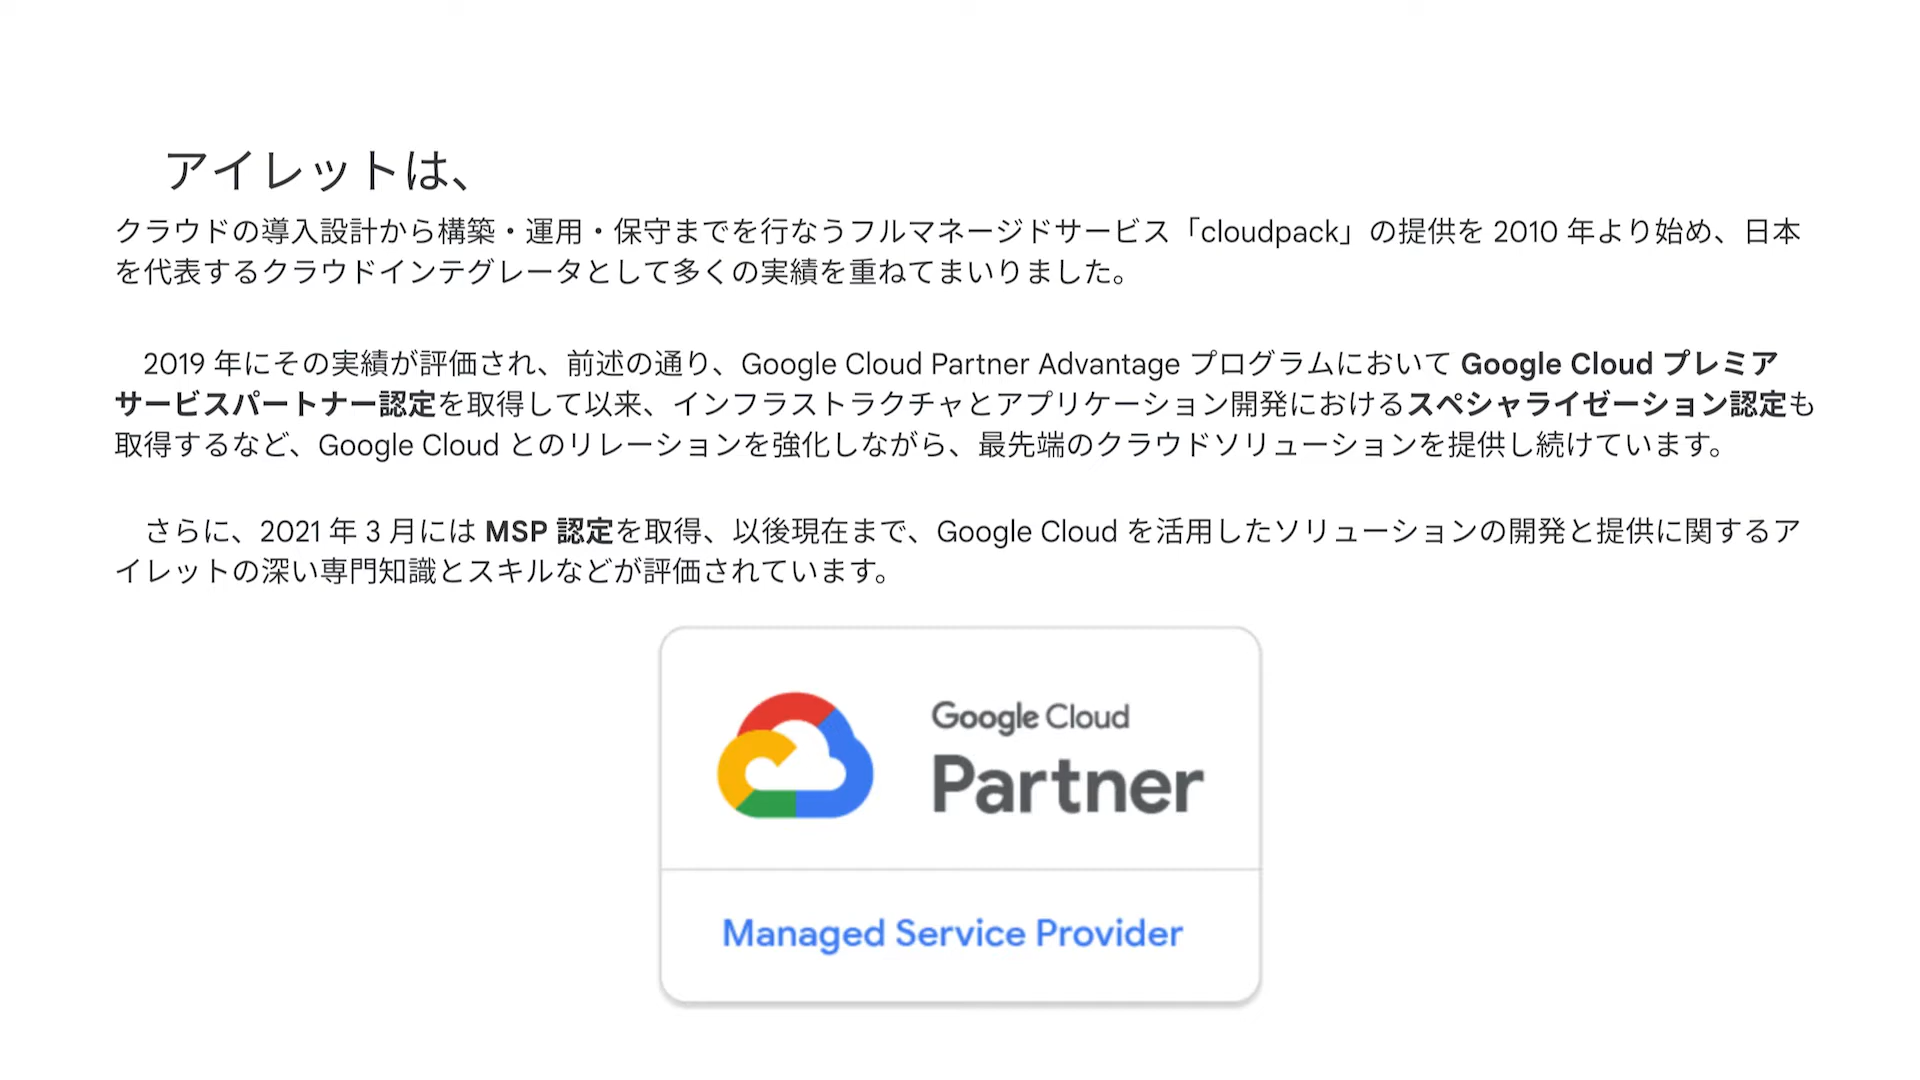 アイレットは、
クラウドの導入設計から構築・運用・保守までを行なうフルマネージドサービス「cloudpack」の提供を 2010 年より始め、日本
を代表するクラウドインテグレータとして多くの実績を重ねてまいりました。
2019 年にその実績が評価され、前述の通り、Google Cloud Partner Advantage プログラムにおいて Google Cloud プレミア
サービスパートナー認定を取得して以来、インフラストラクチャとアプリケーション開発におけるスペシャライゼーション認定も
取得するなど、Google Cloud とのリレーションを強化しながら、最先端のクラウドソリューションを提供し続けています。
さらに、2021 年 3 月には MSP 認定を取得、以後現在まで、Google Cloud を活用したソリューションの開発と提供に関するア
イレットの深い専門知識とスキルなどが評価されています。
Google Cloud
Partner
Managed Service Provider